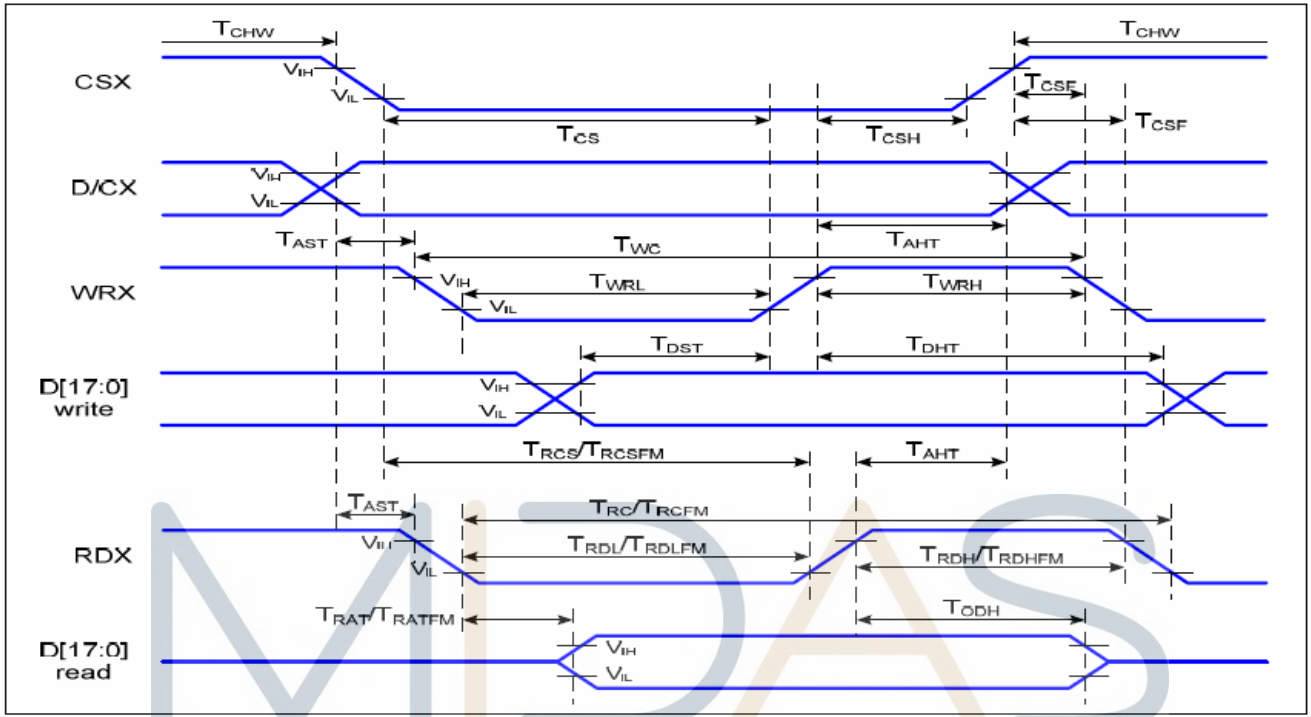 TCHW TCHW
CSX VIH VIL TCSF
TCS TCSH TCSF
D/CX VIH VIL
TAST TWC TAHT
WRX VIH VIL TWRL TWRH
TDST TDHT
D[17:0] VIH
write VIL
TRCS/TRCSFM TAHT
TAST TRC/TRCFM
RDX VIH VIL TRDL/TRDLFM TRDH/TRDHFM
TRAT/TRATFM TODH
D[17:0] VIH
read VIL
MIDAS